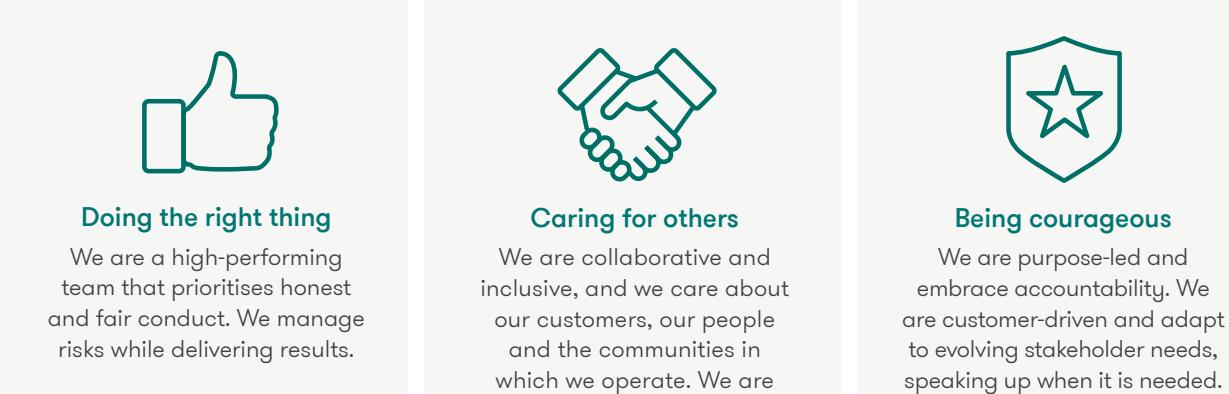 Doing the right thing
We are a high-performing
team that prioritises honest
and fair conduct. We manage
risks while delivering results.
Caring for others
We are collaborative and
inclusive, and we care about
our customers, our people
and the communities in
which we operate. We are
Being courageous
We are purpose-led and
embrace accountability. We
are customer-driven and adapt
to evolving stakeholder needs,
speaking up when it is needed.